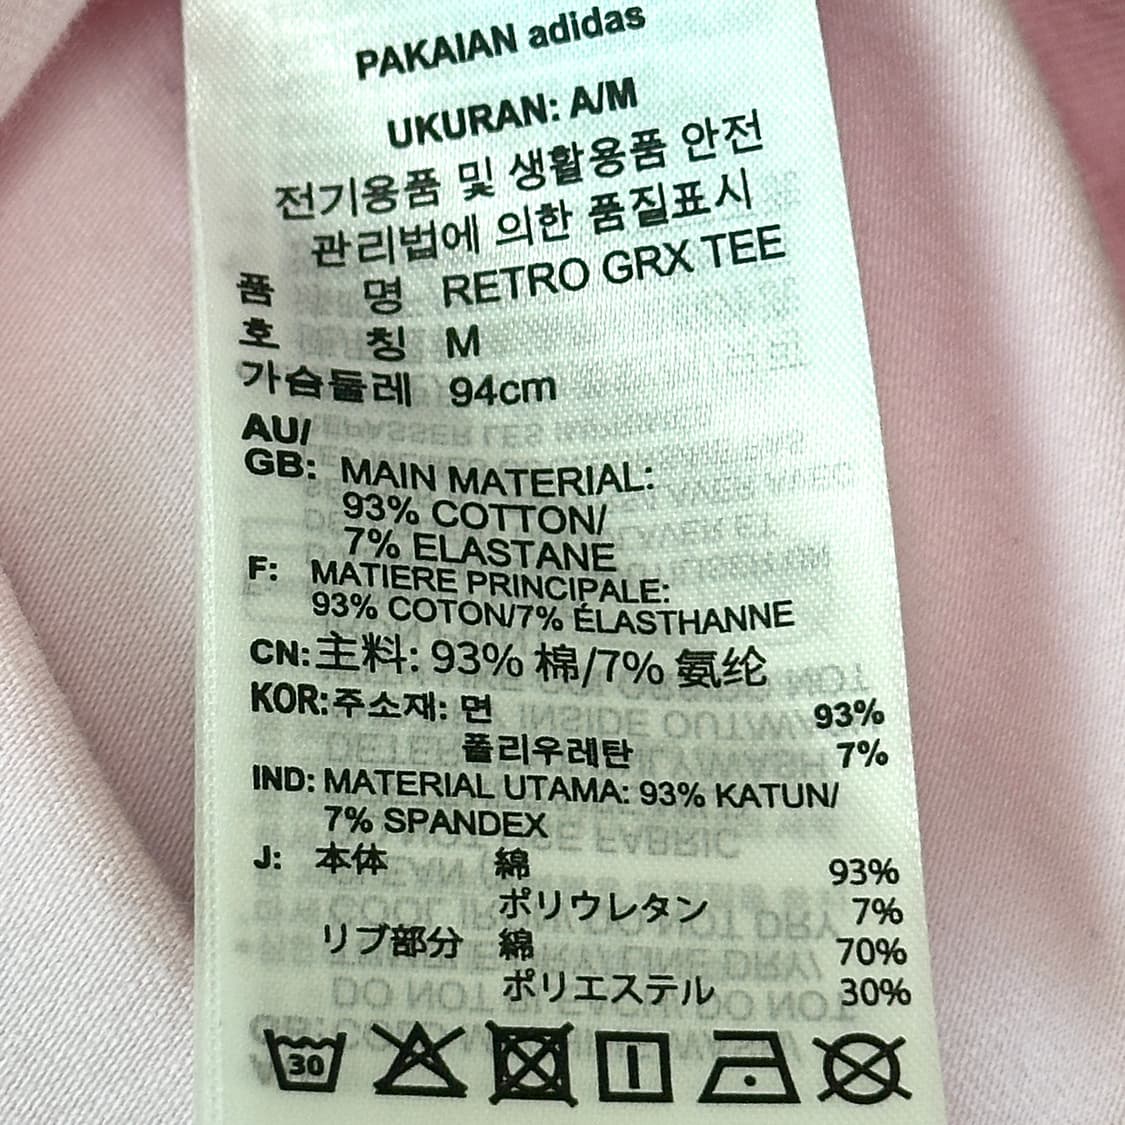 PAKAIAN adidas
UKURAN: A/M
전기용품 및 생활용품 안전
관리법에 의한 품질표시
품 명 RETRO GRX TEE
호 칭 M
가슴둘레 94cm
AU/
GB: MAIN MATERIAL:
93% COTTON/
7% ELASTANE
F: MATIERE PRINCIPALE:
93% COTON/7% ÉLASTHANNE
CN:主料: 93% 棉/7% 氨纶
KOR:주소재: 면 93%
폴리우레탄 7%
IND: MATERIAL UTAMA: 93% KATUN/
7% SPANDEX
J: 本体 綿 93%
ポリウレタン 7%
リブ部分 綿 70%
ポリエステル 30%
30